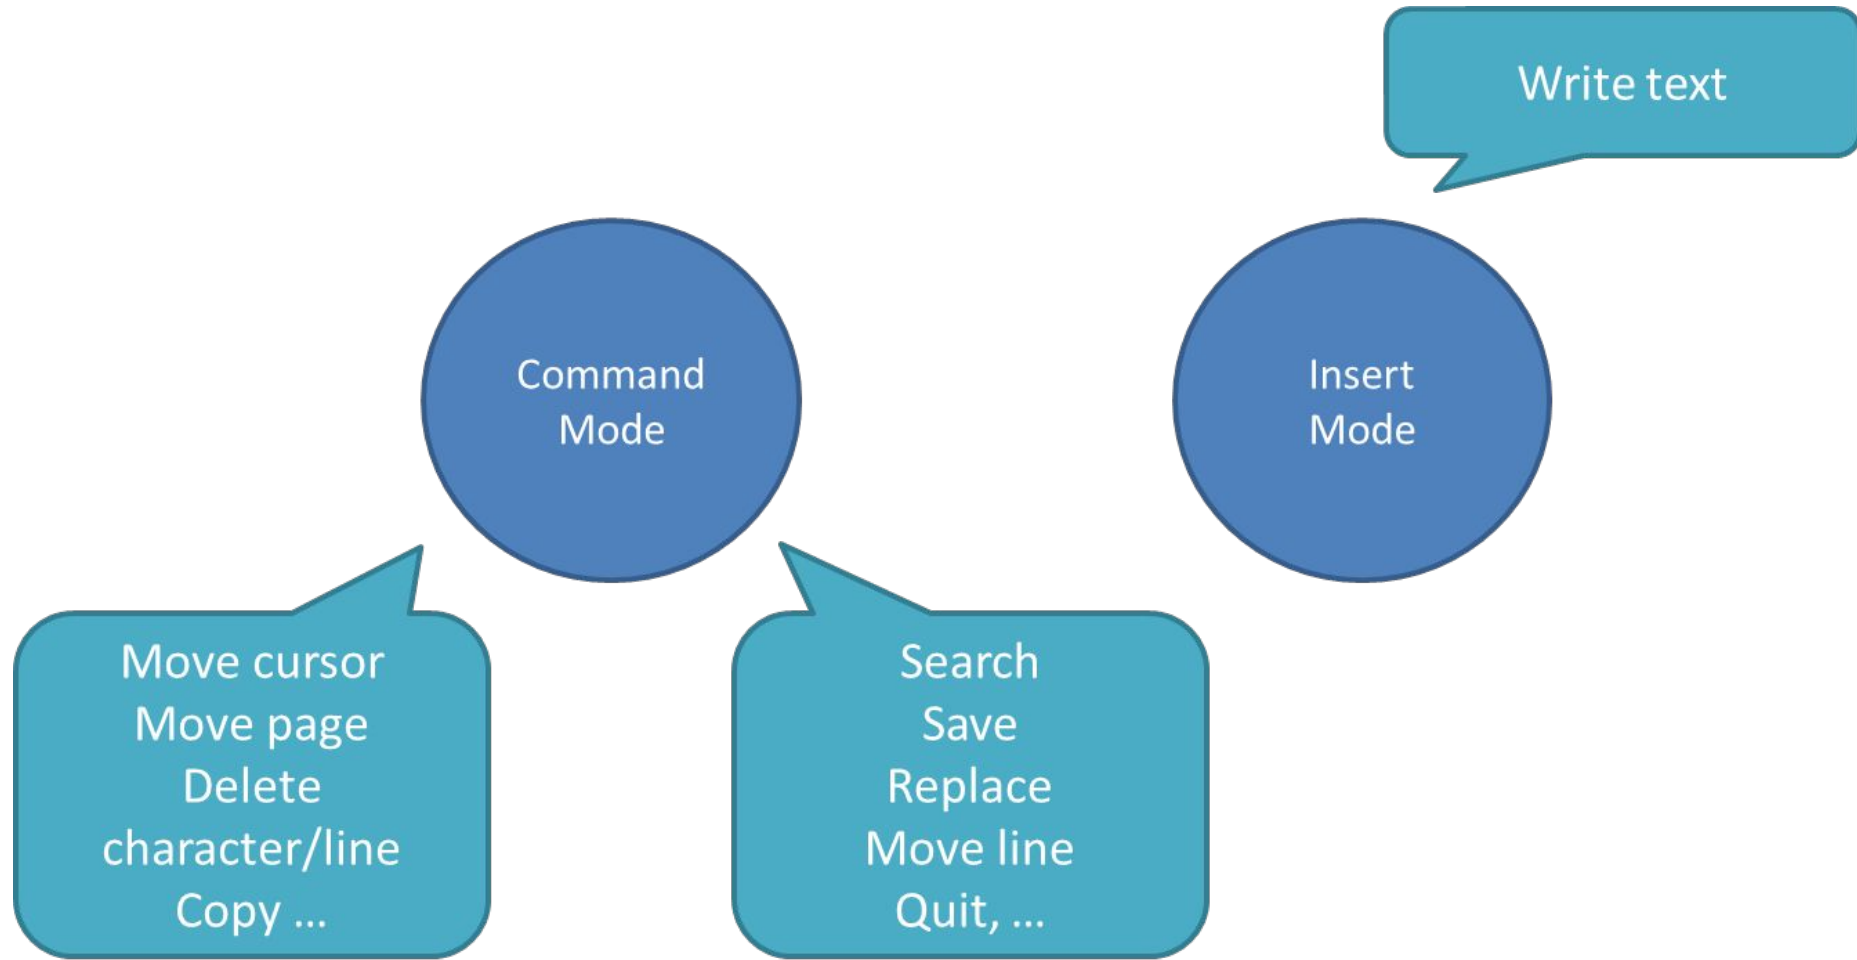 Write text
Command
Mode
Insert
Mode
Move cursor
Move page
Delete
character/line
Copy ...
Search
Save
Replace
Move line
Quit, ...